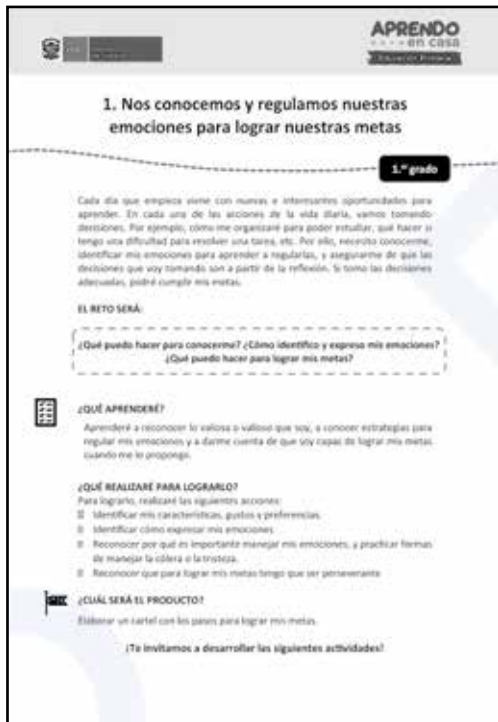 APRENDO
en casa
Educación Primaria
1. Nos conocemos y regulamos nuestras
emociones para lograr nuestras metas
1.er grado
Cada día que empieza viene con nuevas e interesantes oportunidades para
aprender. En cada una de las acciones de la vida diaria, vamos tomando
decisiones. Por ejemplo, cómo me organizaré para poder estudiar, qué hacer si
tengo una dificultad para resolver una tarea, etc. Por ello, necesito conocerme,
identificar mis emociones para aprender a regularlas, y asegurarme de que las
decisiones que voy tomando son a partir de la reflexión. Si tomo las decisiones
adecuadas, podré cumplir mis metas.
EL RETO SERÁ:
¿Qué puedo hacer para conocerme? ¿Cómo identifico y expreso mis emociones?
¿Qué puedo hacer para lograr mis metas?
¿QUÉ APRENDERÉ?
Aprenderé a reconocer lo valiosa o valioso que soy, a conocer estrategias para
regular mis emociones y a darme cuenta de que soy capaz de lograr mis metas
cuando me lo propongo.
¿QUÉ REALIZARÉ PARA LOGRARLO?
Para lograrlo, realizaré las siguientes acciones:
Identificar mis características, gustos y preferencias.
Identificar cómo expresar mis emociones
Reconocer por qué es importante manejar mis emociones, y practicar formas
de manejar la cólera o la tristeza.
Reconocer que para lograr mis metas tengo que ser perseverante
¿CUÁL SERÁ EL PRODUCTO?
Elaborar un cartel con los pasos para lograr mis metas.
¡Te invitamos a desarrollar las siguientes actividades!